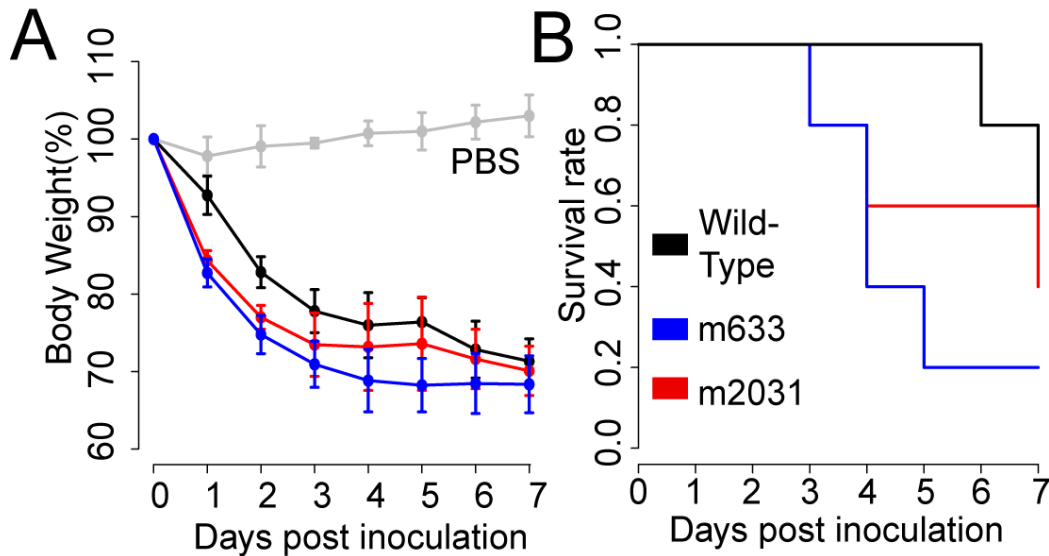 A
Body Weight(%)
110
100
90
80
70
60
PBS
0 1 2 3 4 5 6 7
Days post inoculation
B
Survival rate
1.0
0.8
0.6
0.4
0.2
0.0
Wild-
Type
m633
m2031
0 1 2 3 4 5 6 7
Days post inoculation